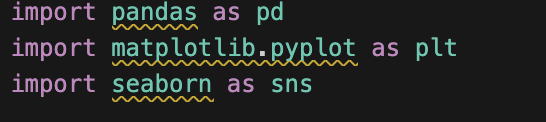 import pandas as pd
import matplotlib.pyplot as plt
import seaborn as sns